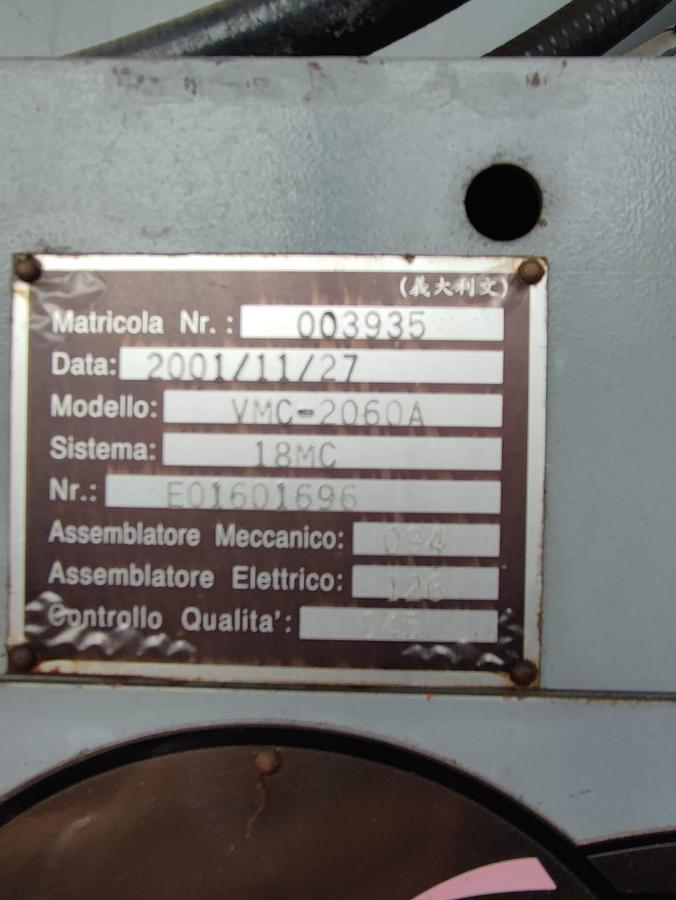 (義大利文)
Matricola Nr.: 003935
Data: 2001/11/27
Modello: VMC-2060A
Sistema: 18MC
Nr.: E01601696
Assemblatore Meccanico: 094
Assemblatore Elettrico: 126
Controllo Qualita':